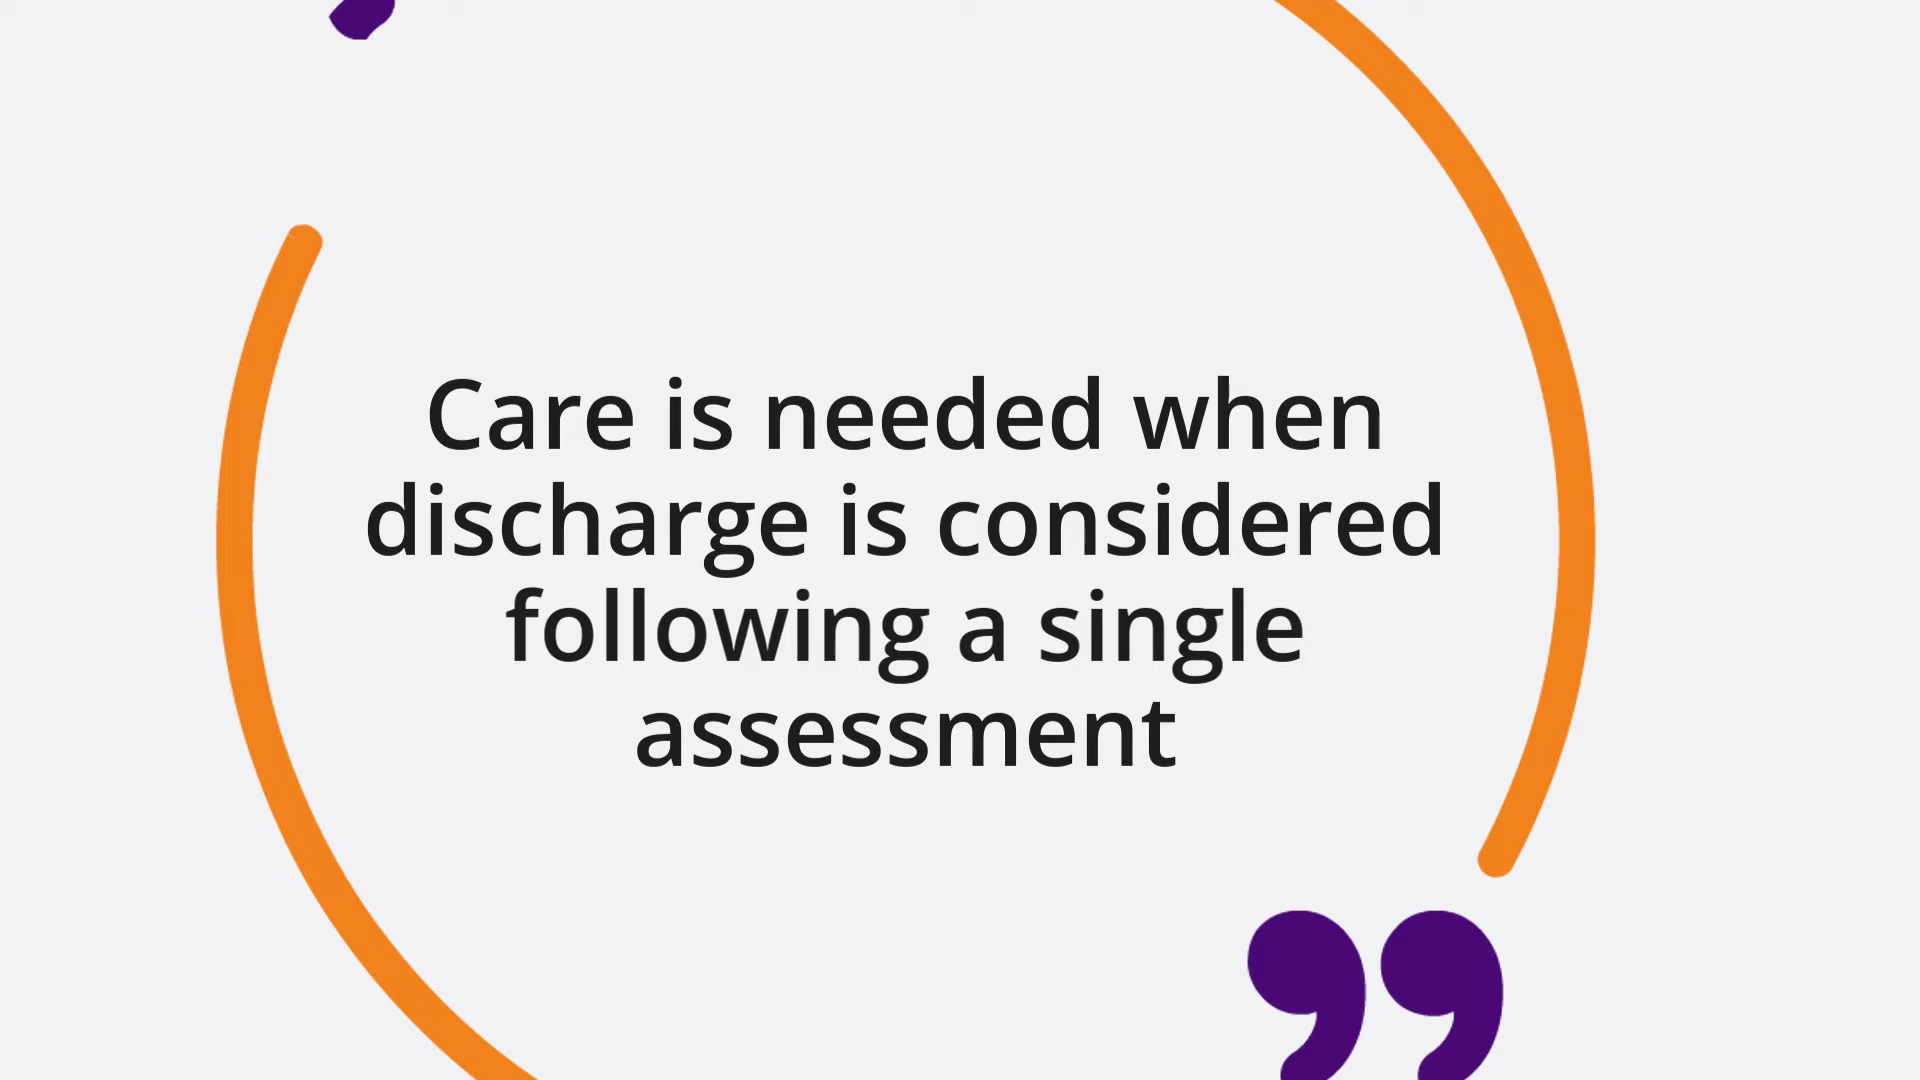 Care is needed when
discharge is considered
following a single
assessment